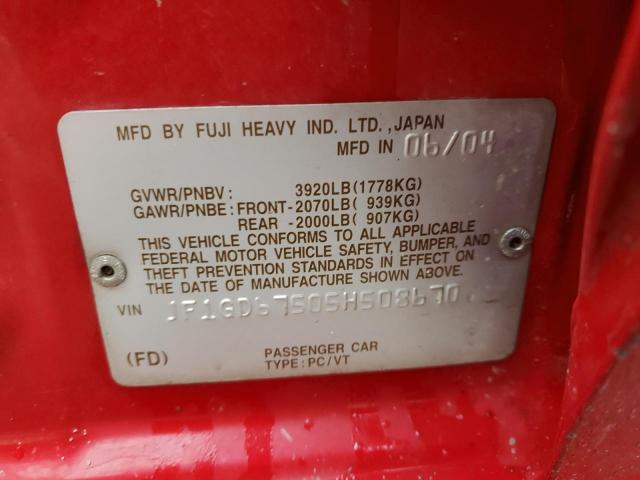 MFD BY FUJI HEAVY IND. LTD. ,JAPAN
MFD IN 06/04
GVWR/PNBV: 3920LB(1778KG)
GAWR/PNBE: FRONT-2070LB( 939KG)
REAR -2000LB( 907KG)
THIS VEHICLE CONFORMS TO ALL APPLICABLE
FEDERAL MOTOR VEHICLE SAFETY, BUMPER, AND
THEFT PREVENTION STANDARDS IN EFFECT ON
THE DATE OF MANUFACTURE SHOWN ABOVE.
VIN JF1GD67505H508670
(FD) PASSENGER CAR
TYPE:PC/VT